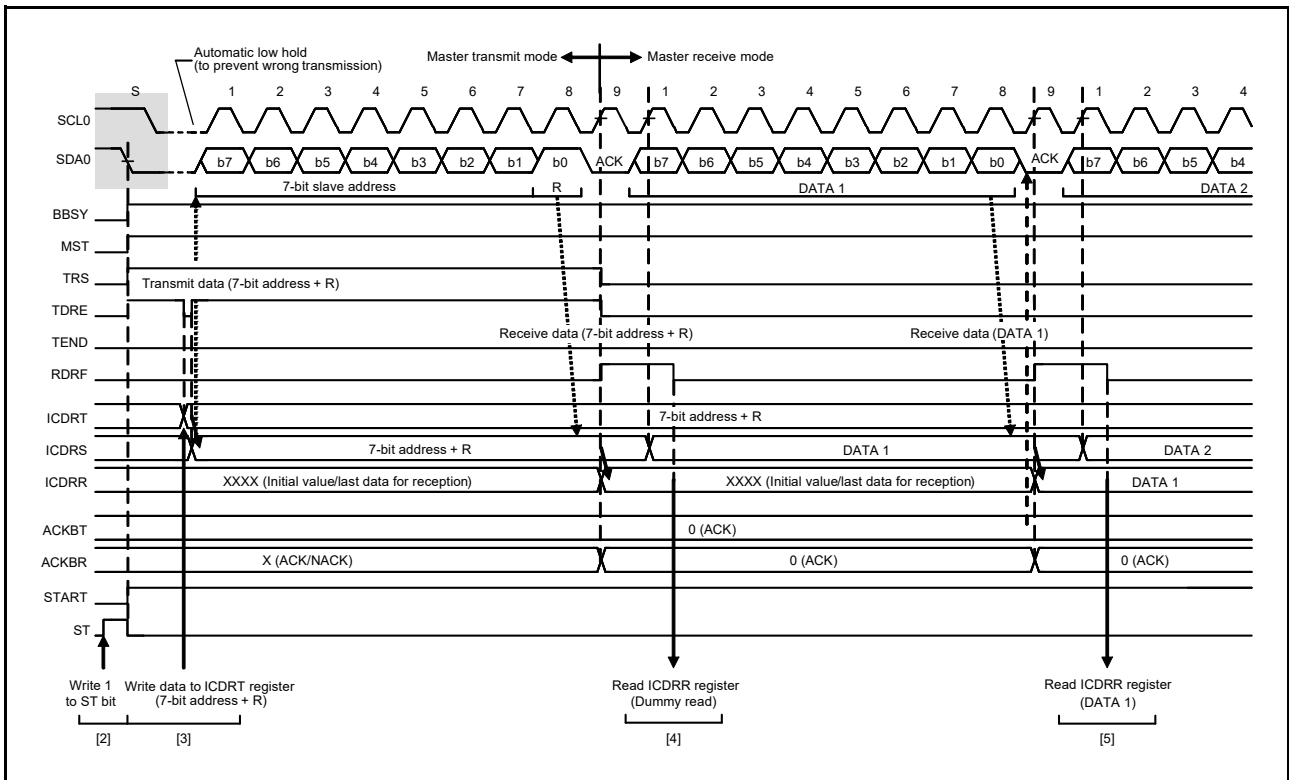 Automatic low hold
(to prevent wrong transmission)
Master transmit mode
Master receive mode
S 1 2 3 4 5 6 7 8 9 1 2 3 4 5 6 7 8 9 1 2 3 4
SCL0
SDA0 b7 b6 b5 b4 b3 b2 b1 b0 ACK b7 b6 b5 b4 b3 b2 b1 b0 ACK b7 b6 b5 b4
7-bit slave address R DATA 1 DATA 2
BBSY
MST
TRS
Transmit data (7-bit address + R)
TDRE
Receive data (7-bit address + R) Receive data (DATA 1)
TEND
RDRF
ICDRT 7-bit address + R
ICDRS 7-bit address + R DATA 1 DATA 2
ICDRR XXXX (Initial value/last data for reception) XXXX (Initial value/last data for reception) DATA 1
ACKBT 0 (ACK)
ACKBR X (ACK/NACK) 0 (ACK) 0 (ACK)
START
ST
Write 1
to ST bit
Write data to ICDRT register
(7-bit address + R)
Read ICDRR register
(Dummy read)
Read ICDRR register
(DATA 1)
[2] [3] [4] [5]